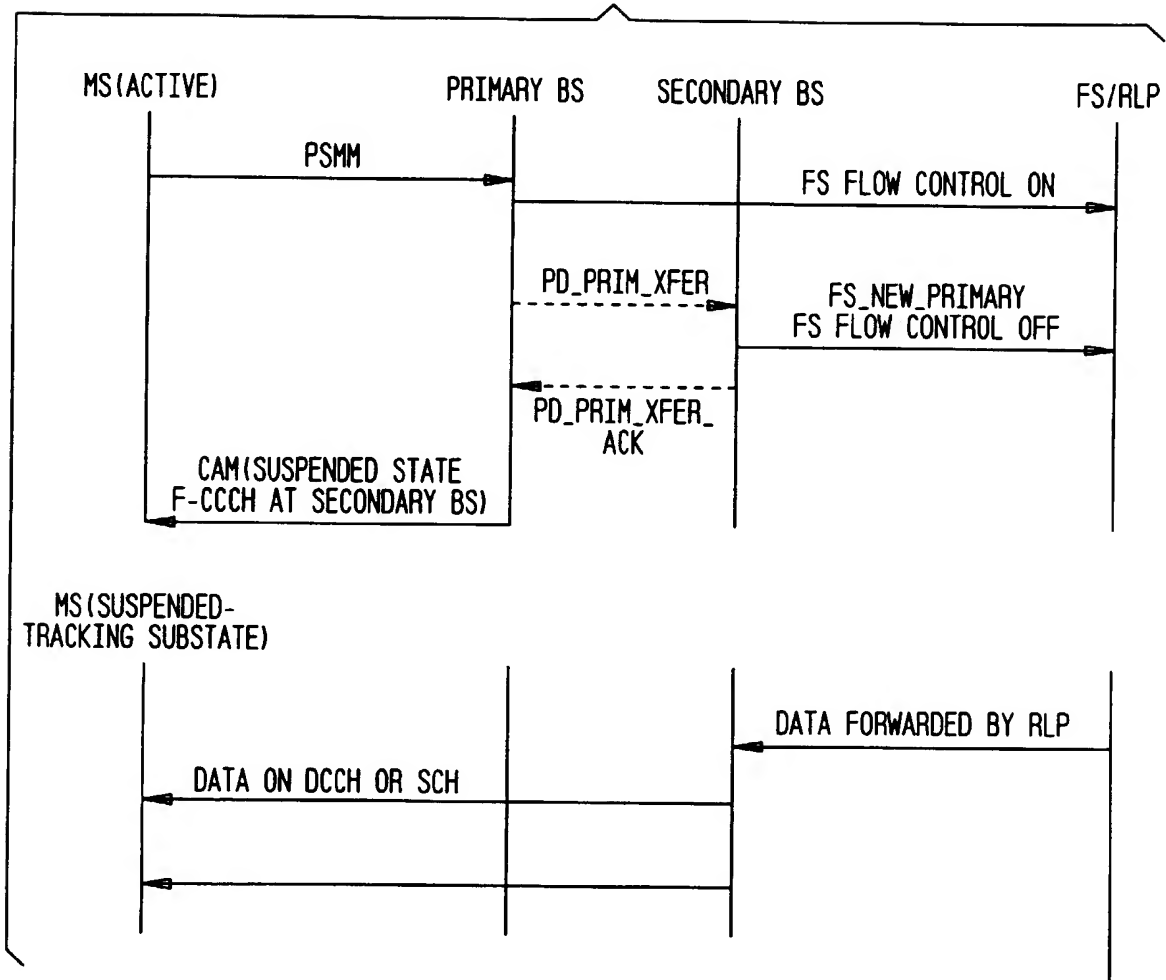 MS(ACTIVE)
PRIMARY BS
SECONDARY BS
FS/RLP
PSMM
FS FLOW CONTROL ON
PD_PRIM_XFER
FS_NEW_PRIMARY
FS FLOW CONTROL OFF
PD_PRIM_XFER_
ACK
CAM(SUSPENDED STATE
F-CCCH AT SECONDARY BS)
MS(SUSPENDED-
TRACKING SUBSTATE)
DATA FORWARDED BY RLP
DATA ON DCCH OR SCH